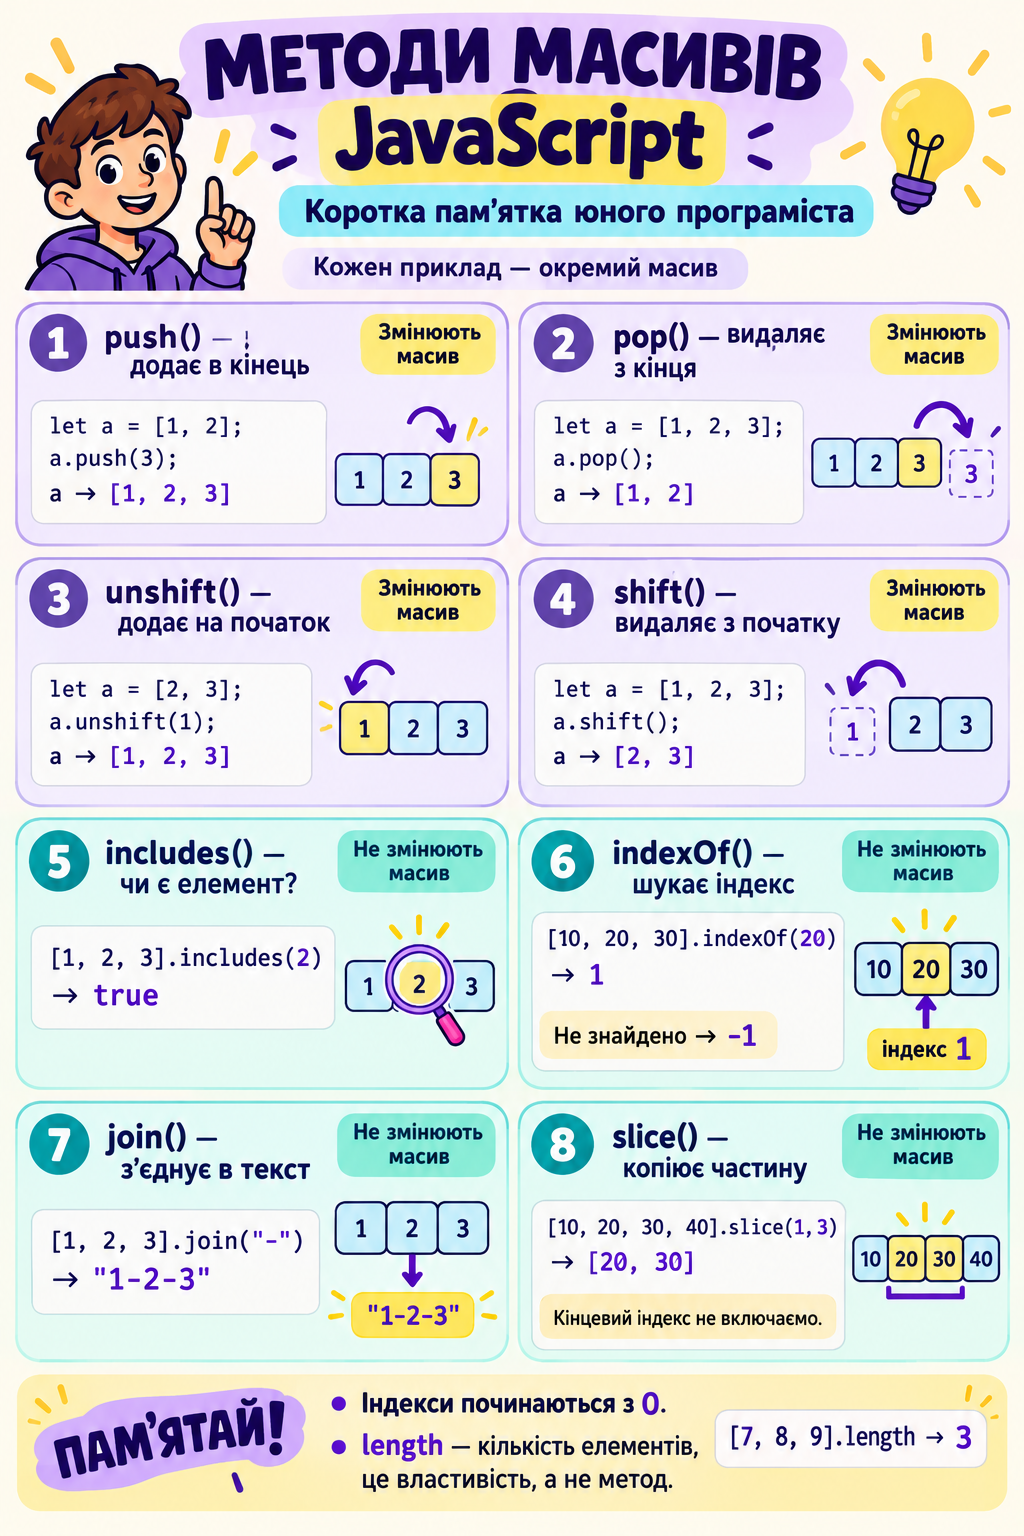 МЕТОДИ МАСИВІВ
JavaScript
Коротка пам’ятка юного програміста
Кожен приклад — окремий масив
1
push() —
додає в кінець
Змінюють
масив
let a = [1, 2];
a.push(3);
a → [1, 2, 3]
1 2 3
2
pop() — видаляє
з кінця
Змінюють
масив
let a = [1, 2, 3];
a.pop();
a → [1, 2]
1 2 3 3
3
unshift() —
додає на початок
Змінюють
масив
let a = [2, 3];
a.unshift(1);
a → [1, 2, 3]
1 2 3
4
shift() —
видаляє з початку
Змінюють
масив
let a = [1, 2, 3];
a.shift();
a → [2, 3]
1 2 3
5
includes() —
чи є елемент?
Не змінюють
масив
[1, 2, 3].includes(2)
→ true
1 2 3
6
indexOf() —
шукає індекс
Не змінюють
масив
[10, 20, 30].indexOf(20)
→ 1
Не знайдено → -1
10 20 30
індекс 1
7
join() —
з’єднує в текст
Не змінюють
масив
[1, 2, 3].join("-")
→ "1-2-3"
1 2 3
"1-2-3"
8
slice() —
копіює частину
Не змінюють
масив
[10, 20, 30, 40].slice(1,3)
→ [20, 30]
Кінцевий індекс не включаємо.
10 20 30 40
ПАМ’ЯТАЙ!
• Індекси починаються з 0.
• length — кількість елементів,
це властивість, а не метод.
[7, 8, 9].length → 3